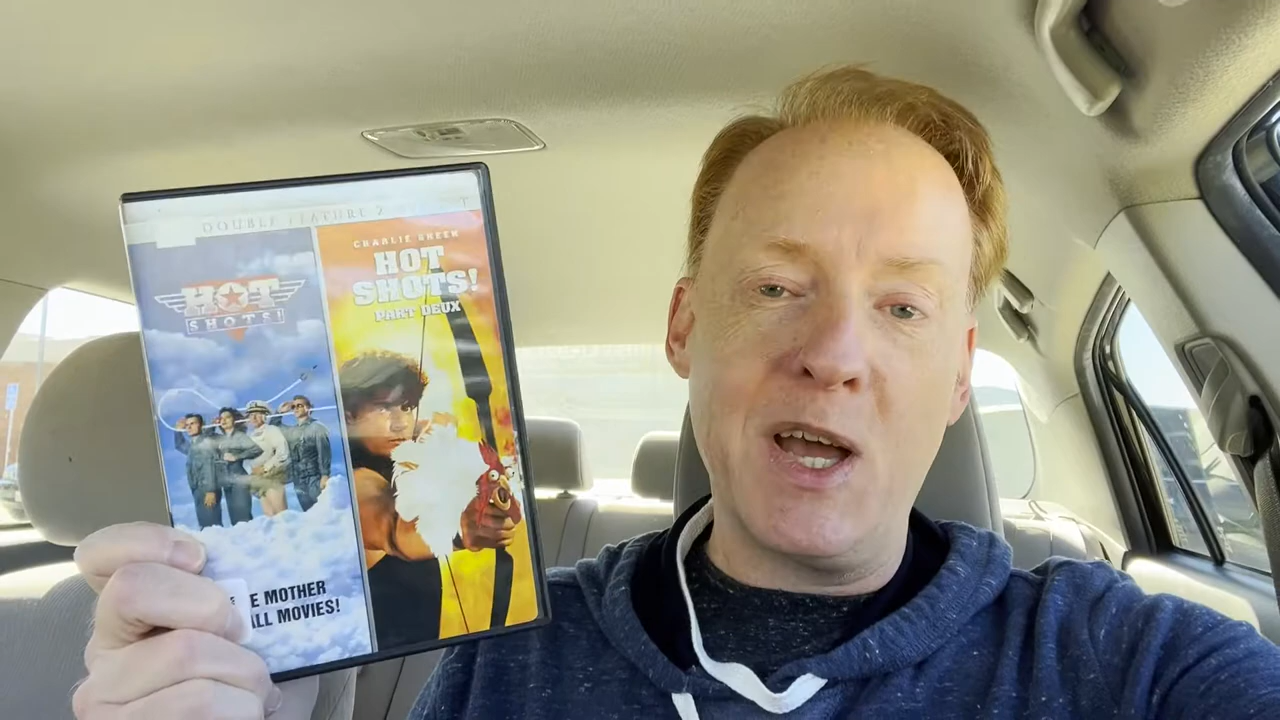 DOUBLE FEATURE
HOT
SHOTS!
E MOTHER
ALL MOVIES!
CHARLIE SHEEN
HOT
SHOTS!
PART DEUX